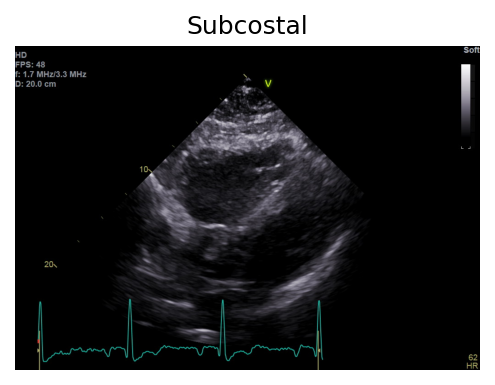 Subcostal
HD
FPS: 48
f: 1.7 MHz/3.3 MHz
D: 20.0 cm
Soft
V
10
20
62
HR